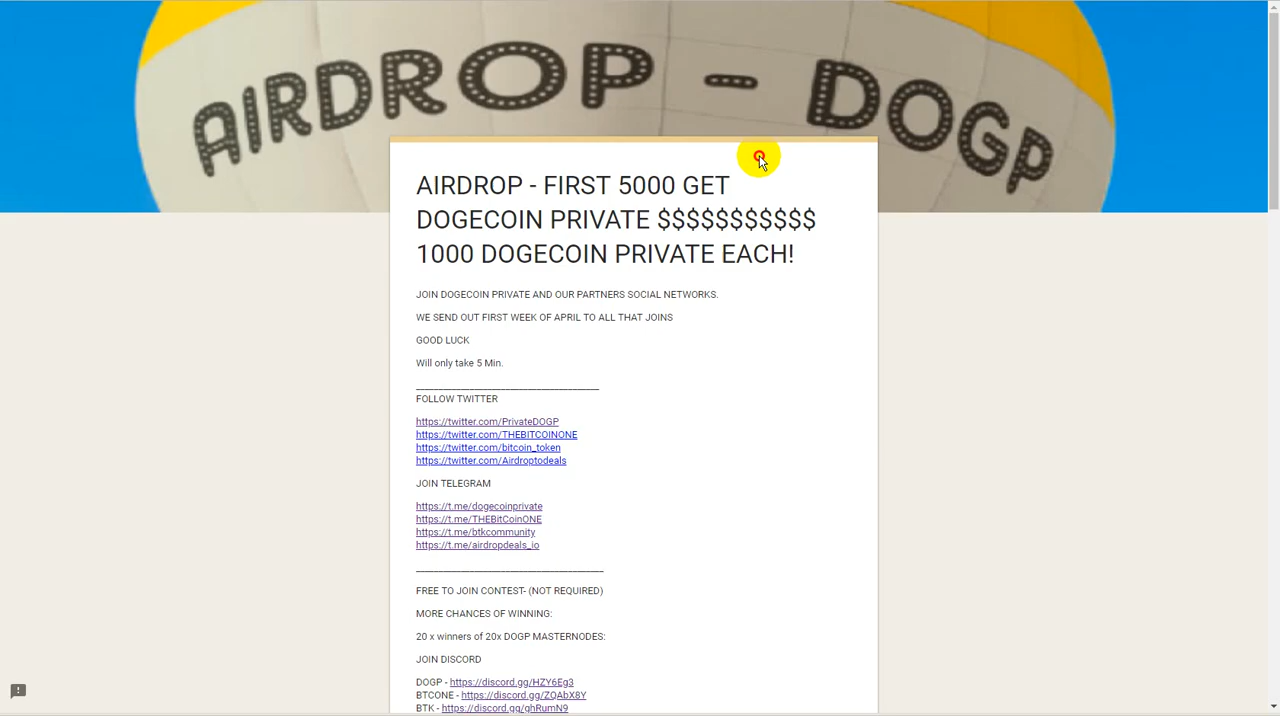 AIRDROP - DOGP
AIRDROP - FIRST 5000 GET
DOGECOIN PRIVATE $$$$$$$$$$$
1000 DOGECOIN PRIVATE EACH!
JOIN DOGECOIN PRIVATE AND OUR PARTNERS SOCIAL NETWORKS.
WE SEND OUT FIRST WEEK OF APRIL TO ALL THAT JOINS
GOOD LUCK
Will only take 5 Min.
________________________________________
FOLLOW TWITTER
https://twitter.com/PrivateDOGP
https://twitter.com/THEBITCOINONE
https://twitter.com/bitcoin_token
https://twitter.com/Airdroptodeals
JOIN TELEGRAM
https://t.me/dogecoinprivate
https://t.me/THEBitCoinONE
https://t.me/btkcommunity
https://t.me/airdropdeals_io
_________________________________________
FREE TO JOIN CONTEST- (NOT REQUIRED)
MORE CHANCES OF WINNING:
20 x winners of 20x DOGP MASTERNODES:
JOIN DISCORD
DOGP - https://discord.gg/HZY6Eg3
BTCONE - https://discord.gg/ZQAbX8Y
BTK - https://discord.gg/ghRumN9